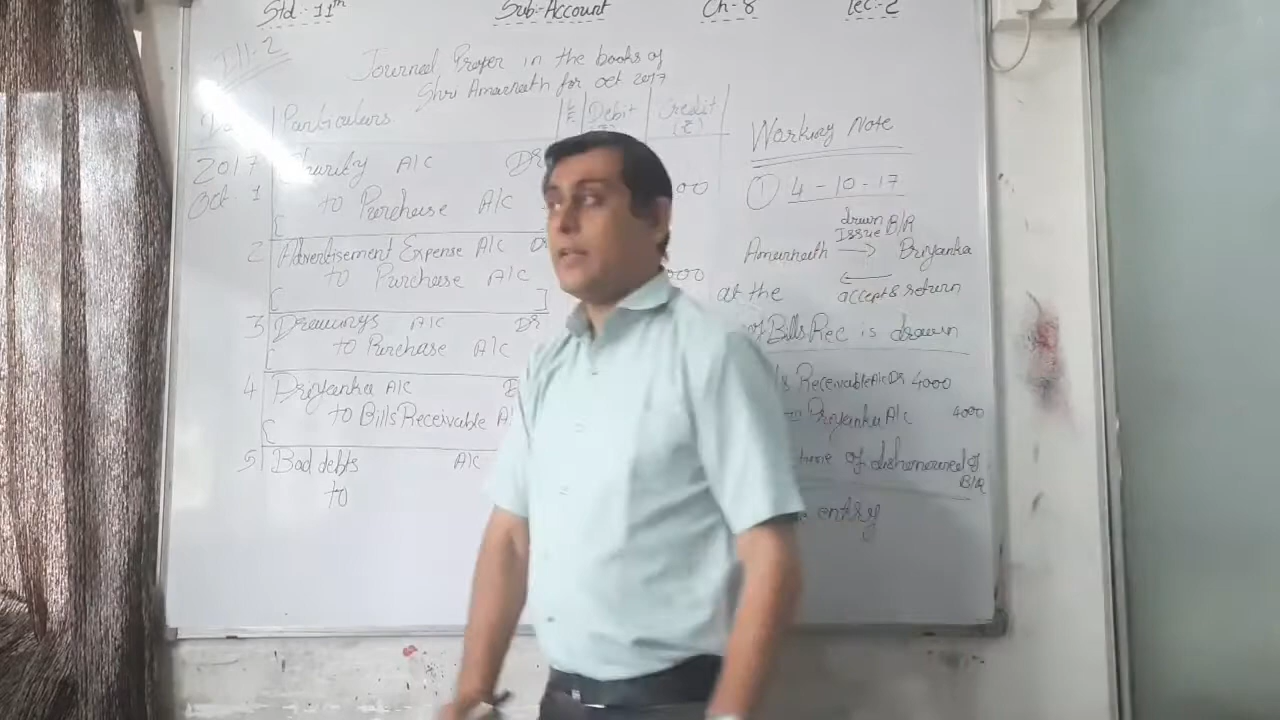 Std:- 11th Sub:- Account Ch-8 Lec:-2
Ill:-2
Journal Proper in the books of
Shri Amarnath for Oct 2017
Particulars L.F. Debit (₹) Credit (₹)
2017
Oct 1 Charity A/C Dr
to Purchase A/C
2 Advertisement Expense A/C Dr
to Purchase A/C
3 Drawings A/C Dr
to Purchase A/C
4 Priyanka A/C
to Bills Receivable
5 Bad debts A/C
to
Working Note
1 4-10-17
drawn
Issue B/R
Amarnath → Priyanka
←
at the accept & return
of Bills Rec is drawn
Receivable A/c Dr 4000
to Priyanka A/c 4000
of dishonoured of
B/R
entry